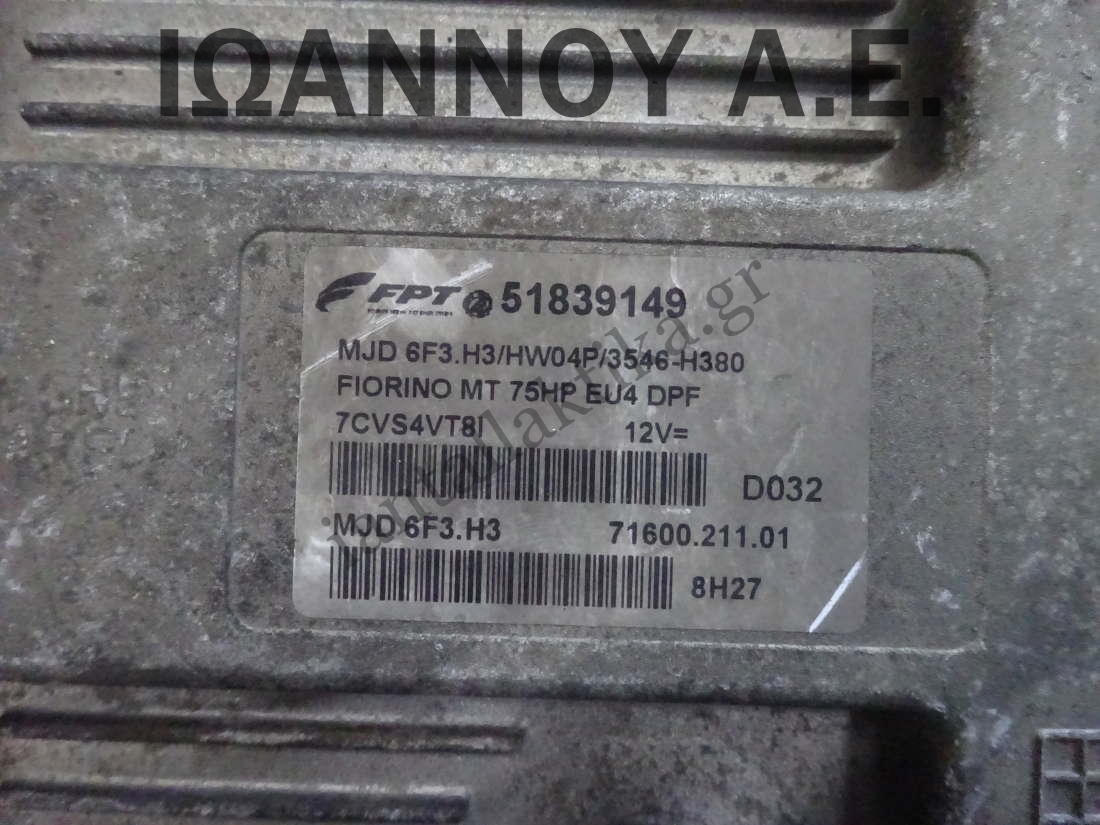 ΙΩΑΝΝΟΥ Α.Ε.
FPT 51839149
MJD 6F3.H3/HW04P/3546-H380
FIORINO MT 75HP EU4 DPF
7CVS4VT8I 12V=
D032
MJD 6F3.H3 71600.211.01
8H27